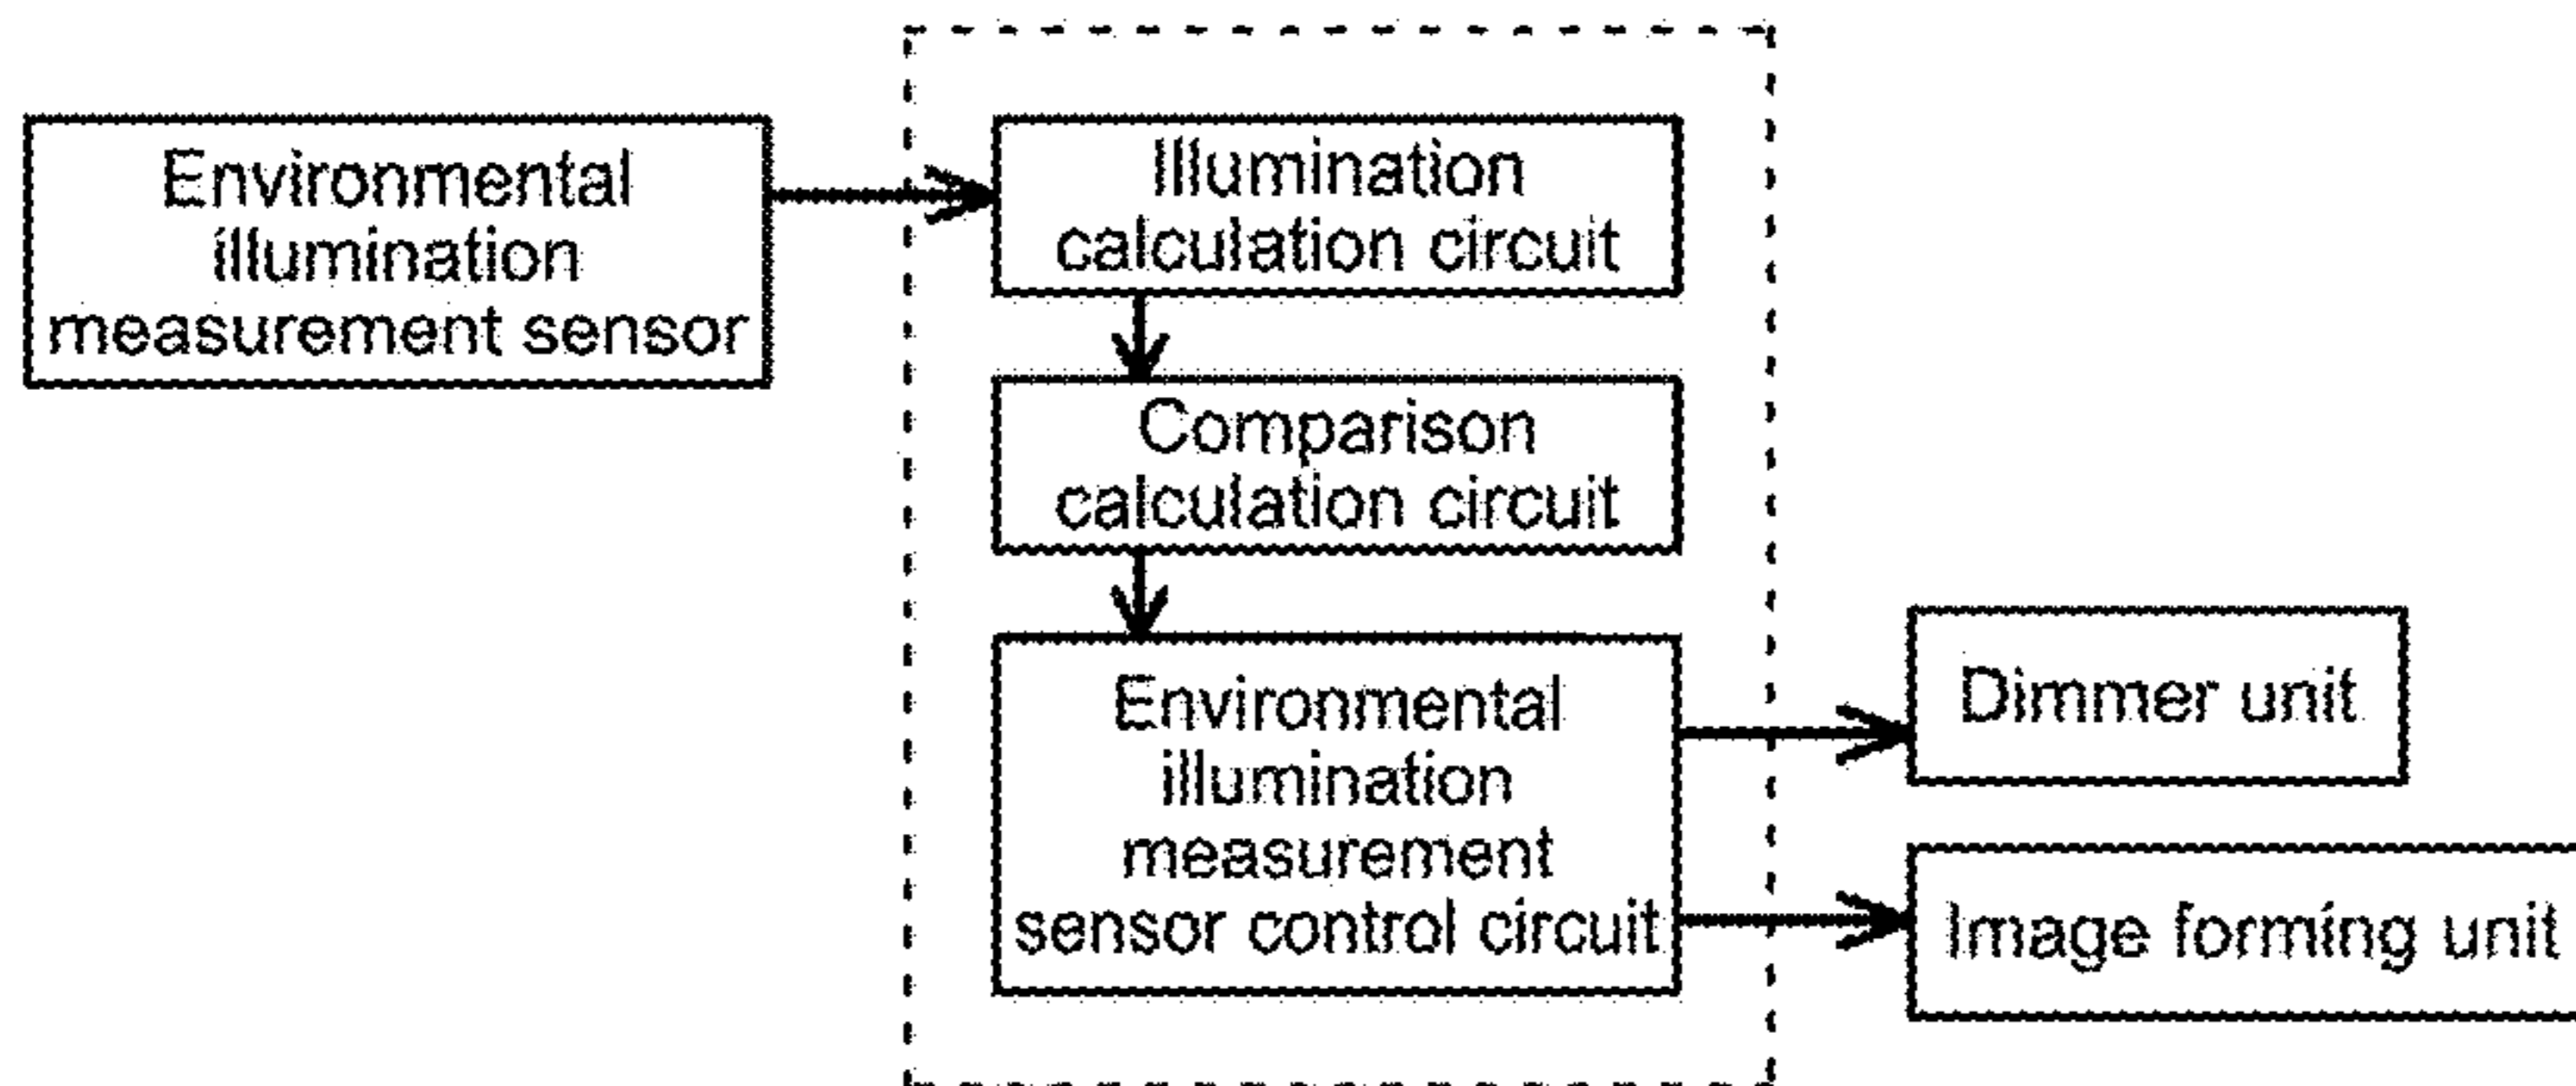 Environmental
illumination
measurement sensor
Illumination
calculation circuit
Comparison
calculation circuit
Environmental
illumination
measurement
sensor control circuit
Dimmer unit
Image forming unit